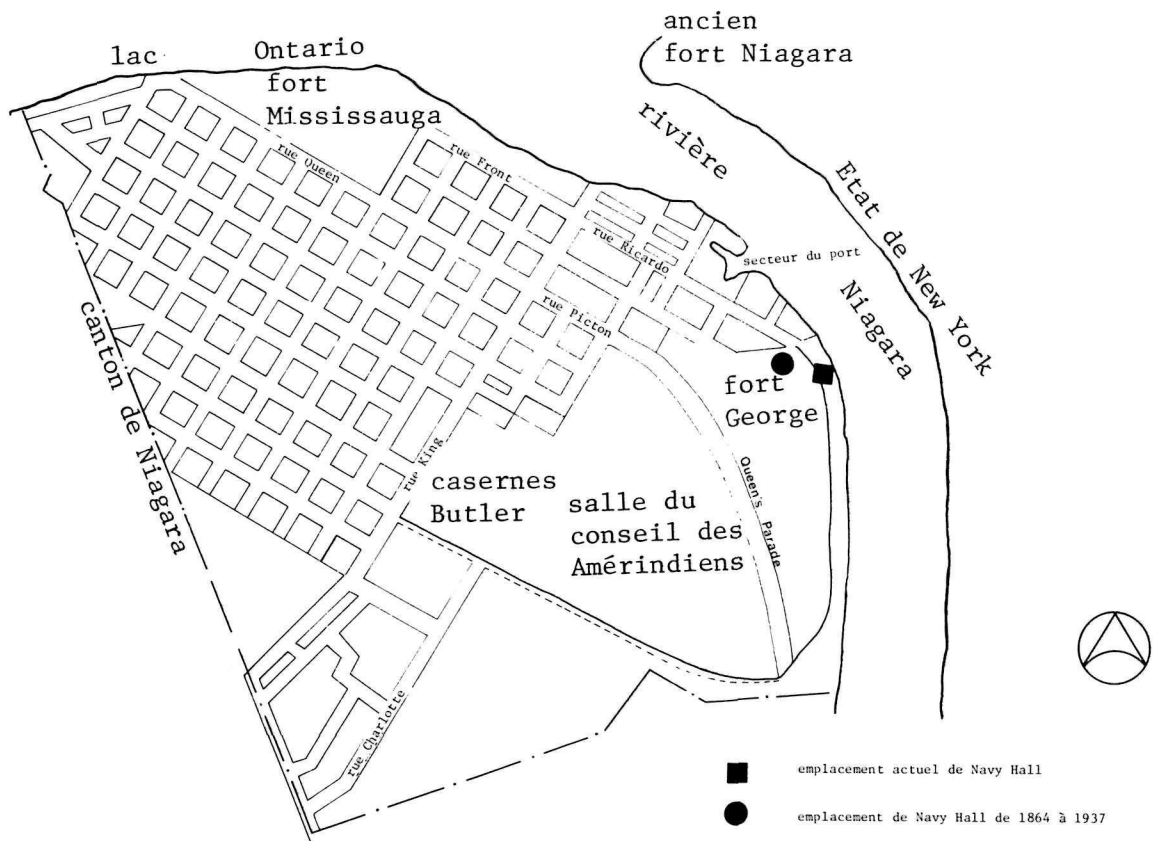 ancien
fort Niagara
lac
Ontario
fort
Mississauga
rivière
rue Queen
rue Front
Etat de New York
rue Ricardo
secteur du port
Niagara
rue Picton
canton de Niagara
fort
George
rue King
Queen's Parade
casernes
Butler
salle du
conseil des
Amérindiens
rue Charlotte
emplacement actuel de Navy Hall
emplacement de Navy Hall de 1864 à 1937